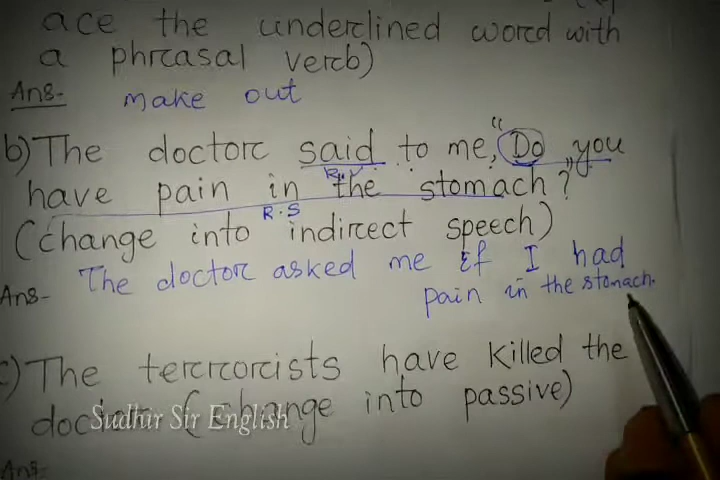 ace the underlined word with
a phrasal verb)
Ans- make out
b) The doctor said to me, "Do you
R.V
have pain in the stomach?"
R.S
(change into indirect speech)
Ans- The doctor asked me if I had
pain in the stomach.
c) The terrorists have killed the
doctor. (change into passive)
Sudhir Sir English
Ans-